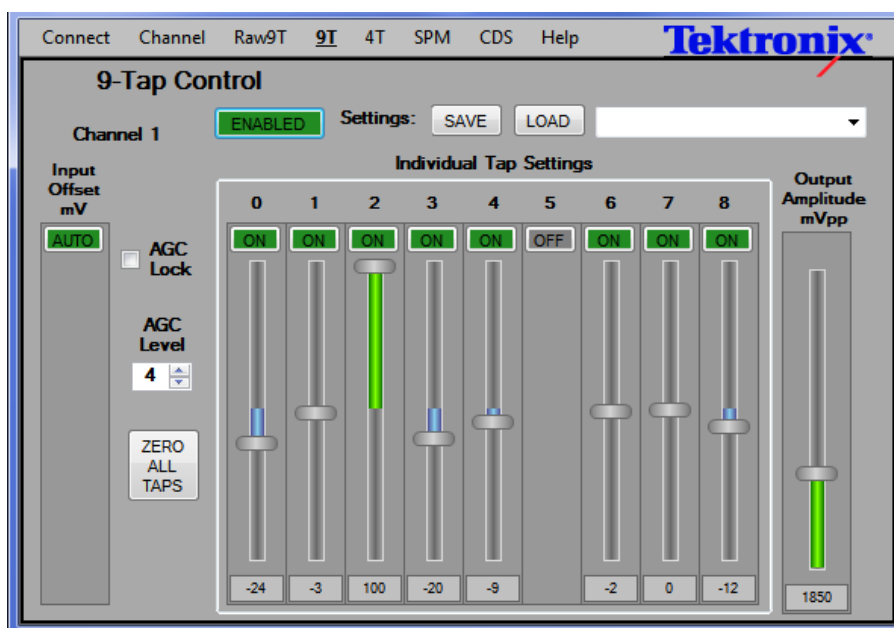 Connect Channel Raw9T 9T 4T SPM CDS Help Tektronix
9-Tap Control
Channel 1 ENABLED Settings: SAVE LOAD
Individual Tap Settings
Input
Offset
mV
AUTO
AGC
Lock
AGC
Level
4
ZERO
ALL
TAPS
0 1 2 3 4 5 6 7 8
ON ON ON ON ON OFF ON ON ON
-24 -3 100 -20 -9 -2 0 -12
Output
Amplitude
mVpp
1850